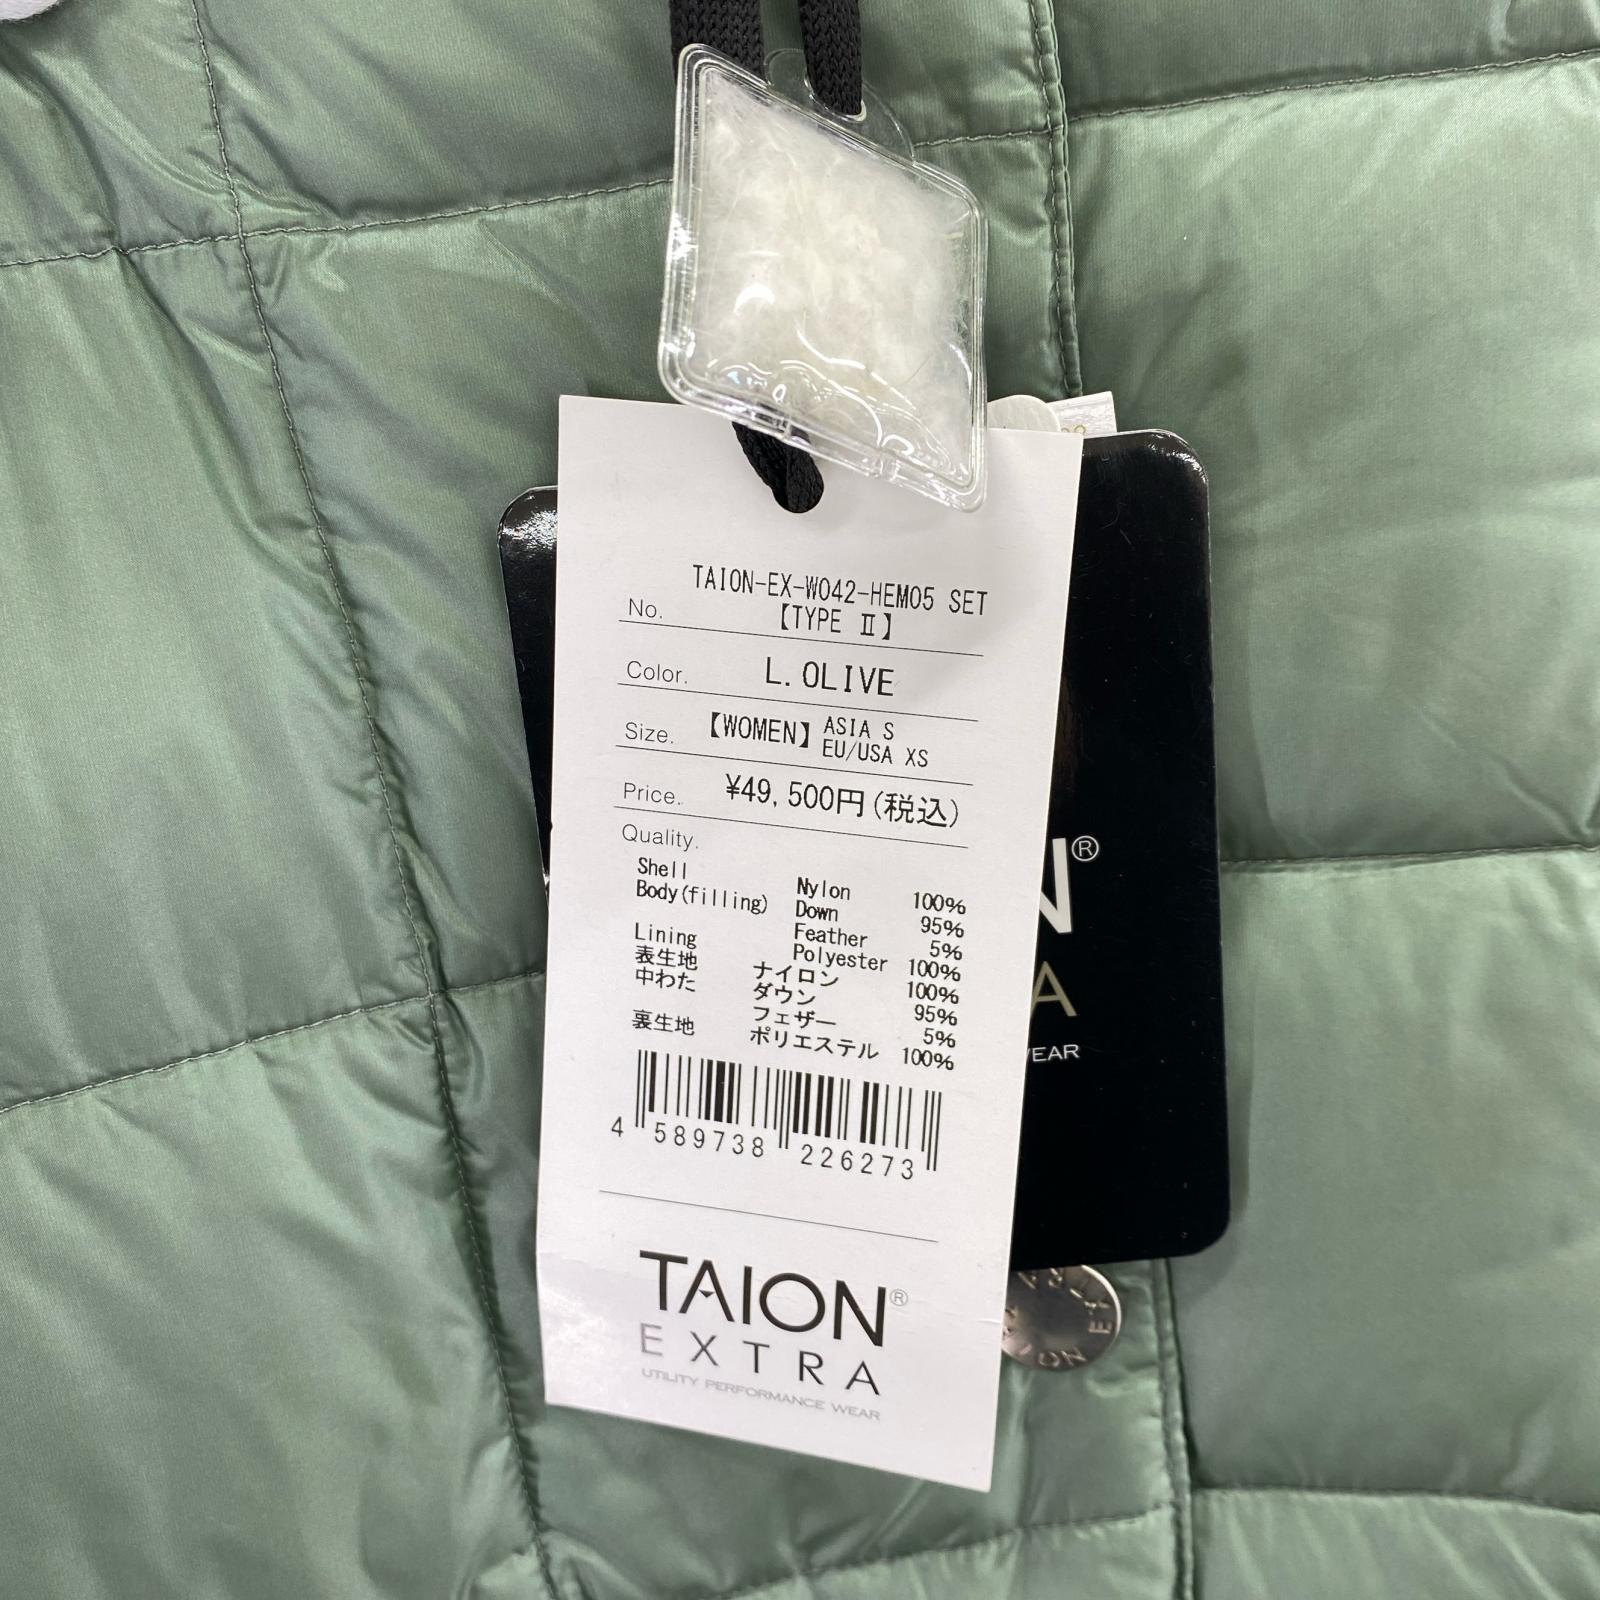 TAION-EX-W042-HEM05 SET
No. 【TYPE Ⅱ】
Color. L.OLIVE
Size. 【WOMEN】 ASIA S
EU/USA XS
Price. ¥49,500円(税込)
Quality.
Shell Nylon 100%
Body(filling) Down 95%
Feather 5%
Lining Polyester 100%
表生地 ナイロン 100%
中わた ダウン 95%
フェザー 5%
裏生地 ポリエステル 100%
4 589738 226273
TAION®
EXTRA
UTILITY PERFORMANCE WEAR
N®
A
EAR